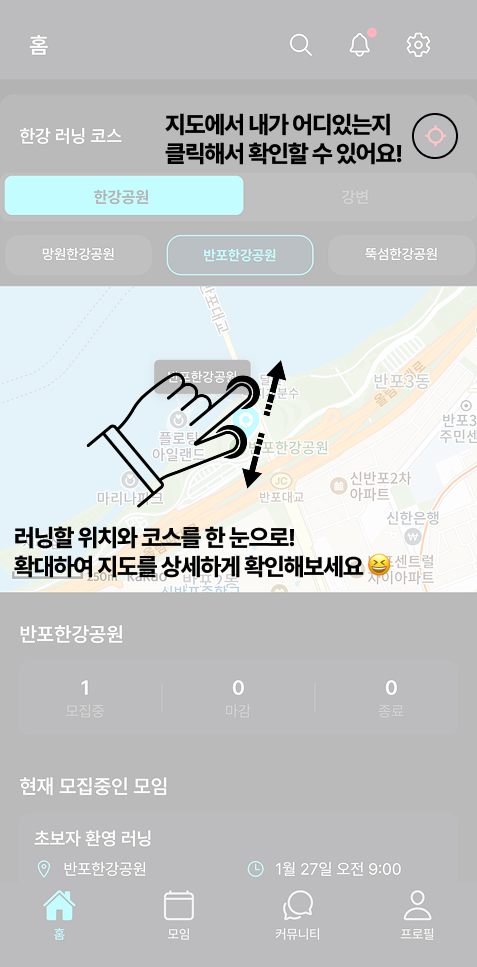 홈
한강 러닝 코스
지도에서 내가 어디있는지
클릭해서 확인할 수 있어요!
한강공원
강변
망원한강공원
반포한강공원
뚝섬한강공원
반포대교
반포한강공원
반포3동
플로팅
아일랜드
반포한강공원
JC
반포대교
마리나파크
신반포2차
아파트
신한은행
러닝할 위치와 코스를 한 눈으로!
확대하여 지도를 상세하게 확인해보세요 😆
250m
kakao
반포2동
자이아파트
반포한강공원
1
0
0
모집중
마감
종료
현재 모집중인 모임
초보자 환영 러닝
반포한강공원
1월 27일 오전 9:00
홈
모임
커뮤니티
프로필